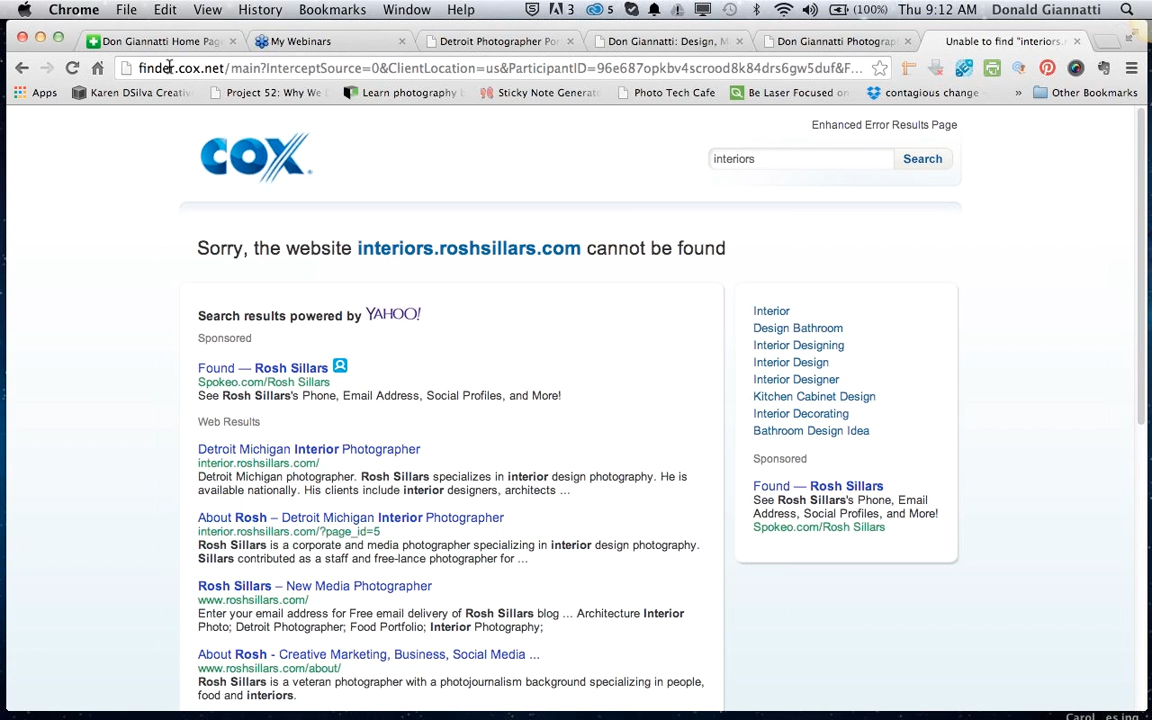 Chrome File Edit View History Bookmarks Window Help 3 5 (100%) Thu 9:12 AM Donald Giannatti
Don Giannatti Home Pag × My Webinars × Detroit Photographer Por × Don Giannatti: Design, M × Don Giannatti Photograp × Unable to find "interiors.r ×
finder.cox.net/main?InterceptSource=0&ClientLocation=us&ParticipantID=96e687opkbv4scrood8k84drs6gw5duf&F...
Apps Karen DSilva Creativ Project 52: Why We Learn photography Sticky Note Generat Photo Tech Cafe Be Laser Focused o contagious change » Other Bookmarks
Enhanced Error Results Page
COX
interiors Search
Sorry, the website interiors.roshsillars.com cannot be found
Search results powered by YAHOO!
Sponsored
Found — Rosh Sillars
Spokeo.com/Rosh Sillars
See Rosh Sillars's Phone, Email Address, Social Profiles, and More!
Web Results
Detroit Michigan Interior Photographer
interior.roshsillars.com/
Detroit Michigan photographer. Rosh Sillars specializes in interior design photography. He is
available nationally. His clients include interior designers, architects ...
About Rosh – Detroit Michigan Interior Photographer
interior.roshsillars.com/?page_id=5
Rosh Sillars is a corporate and media photographer specializing in interior design photography.
Sillars contributed as a staff and free-lance photographer for ...
Rosh Sillars – New Media Photographer
www.roshsillars.com/
Enter your email address for Free email delivery of Rosh Sillars blog ... Architecture Interior
Photo; Detroit Photographer; Food Portfolio; Interior Photography;
About Rosh - Creative Marketing, Business, Social Media ...
www.roshsillars.com/about/
Rosh Sillars is a veteran photographer with a photojournalism background specializing in people,
food and interiors.
Interior
Design Bathroom
Interior Designing
Interior Design
Interior Designer
Kitchen Cabinet Design
Interior Decorating
Bathroom Design Idea
Sponsored
Found — Rosh Sillars
See Rosh Sillars's Phone, Email
Address, Social Profiles, and More!
Spokeo.com/Rosh Sillars